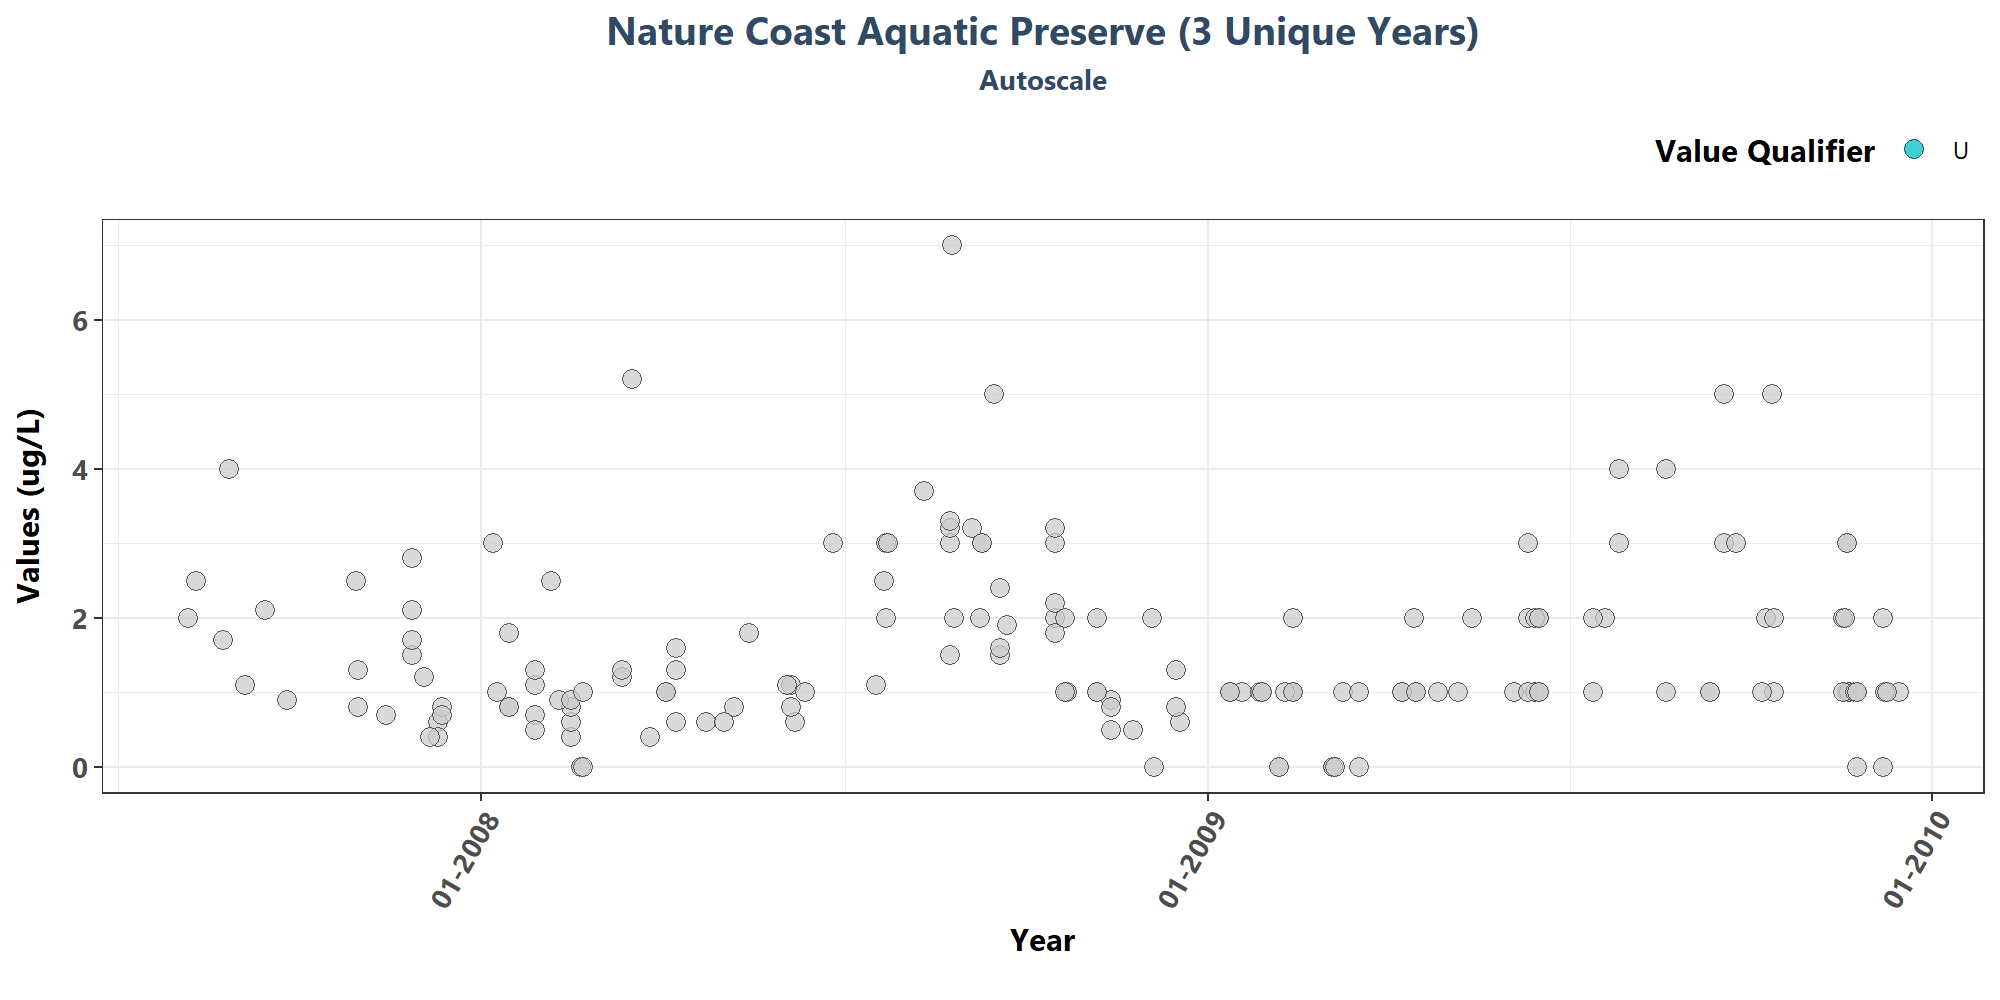 Nature Coast Aquatic Preserve (3 Unique Years)
Autoscale
Value Qualifier U
Values (ug/L)
6
4
2
0
01-2008
01-2009
01-2010
Year